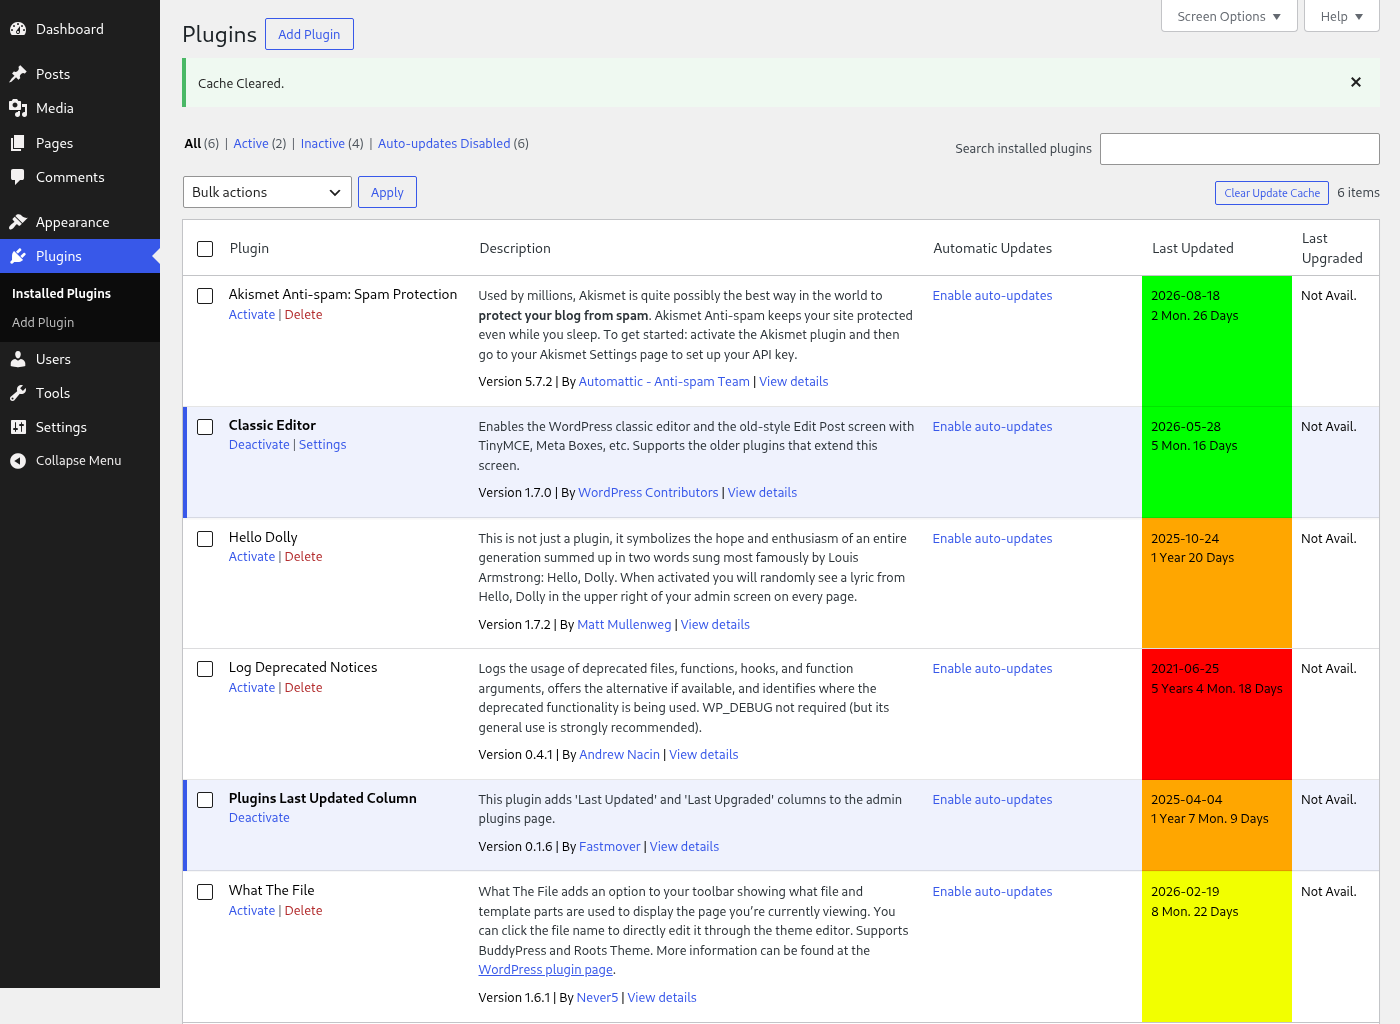 Dashboard
Posts
Media
Pages
Comments
Appearance
Plugins
Installed Plugins
Add Plugin
Users
Tools
Settings
Collapse Menu
Screen Options
Help
Plugins
Add Plugin
Cache Cleared.
All (6) | Active (2) | Inactive (4) | Auto-updates Disabled (6)
Search installed plugins
Bulk actions
Apply
Clear Update Cache
6 items
Plugin
Description
Automatic Updates
Last Updated
Last
Upgraded
Akismet Anti-spam: Spam Protection
Activate | Delete
Used by millions, Akismet is quite possibly the best way in the world to
protect your blog from spam. Akismet Anti-spam keeps your site protected
even while you sleep. To get started: activate the Akismet plugin and then
go to your Akismet Settings page to set up your API key.
Version 5.7.2 | By Automattic - Anti-spam Team | View details
Enable auto-updates
2026-08-18
2 Mon. 26 Days
Not Avail.
Classic Editor
Deactivate | Settings
Enables the WordPress classic editor and the old-style Edit Post screen with
TinyMCE, Meta Boxes, etc. Supports the older plugins that extend this
screen.
Version 1.7.0 | By WordPress Contributors | View details
Enable auto-updates
2026-05-28
5 Mon. 16 Days
Not Avail.
Hello Dolly
Activate | Delete
This is not just a plugin, it symbolizes the hope and enthusiasm of an entire
generation summed up in two words sung most famously by Louis
Armstrong: Hello, Dolly. When activated you will randomly see a lyric from
Hello, Dolly in the upper right of your admin screen on every page.
Version 1.7.2 | By Matt Mullenweg | View details
Enable auto-updates
2025-10-24
1 Year 20 Days
Not Avail.
Log Deprecated Notices
Activate | Delete
Logs the usage of deprecated files, functions, hooks, and function
arguments, offers the alternative if available, and identifies where the
deprecated functionality is being used. WP_DEBUG not required (but its
general use is strongly recommended).
Version 0.4.1 | By Andrew Nacin | View details
Enable auto-updates
2021-06-25
5 Years 4 Mon. 18 Days
Not Avail.
Plugins Last Updated Column
Deactivate
This plugin adds 'Last Updated' and 'Last Upgraded' columns to the admin
plugins page.
Version 0.1.6 | By Fastmover | View details
Enable auto-updates
2025-04-04
1 Year 7 Mon. 9 Days
Not Avail.
What The File
Activate | Delete
What The File adds an option to your toolbar showing what file and
template parts are used to display the page you’re currently viewing. You
can click the file name to directly edit it through the theme editor. Supports
BuddyPress and Roots Theme. More information can be found at the
WordPress plugin page.
Version 1.6.1 | By Never5 | View details
Enable auto-updates
2026-02-19
8 Mon. 22 Days
Not Avail.